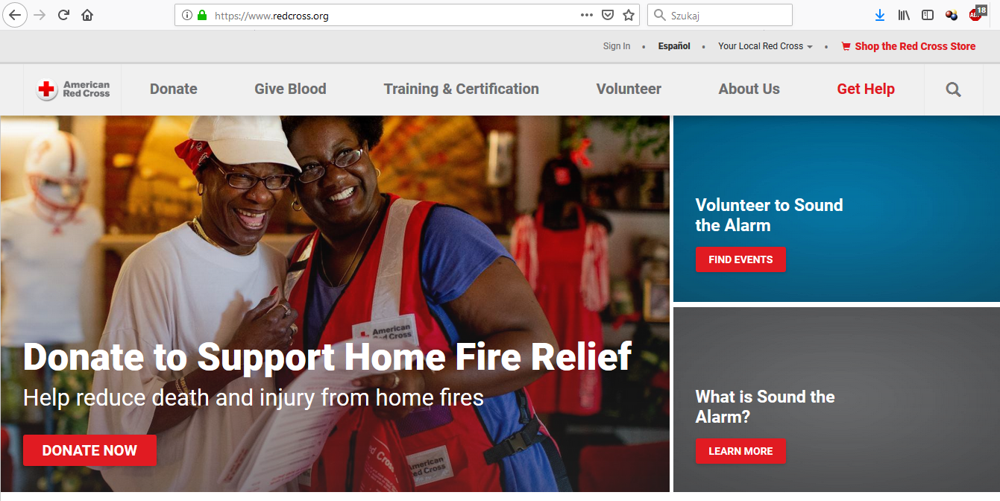 https://www.redcross.org
Szukaj
ABP
18
Sign In • Español • Your Local Red Cross • Shop the Red Cross Store
American
Red Cross
Donate
Give Blood
Training & Certification
Volunteer
About Us
Get Help
American
Red Cross
Donate to Support Home Fire Relief
Help reduce death and injury from home fires
DONATE NOW
American
Red Cross
Volunteer to Sound
the Alarm
FIND EVENTS
What is Sound the
Alarm?
LEARN MORE